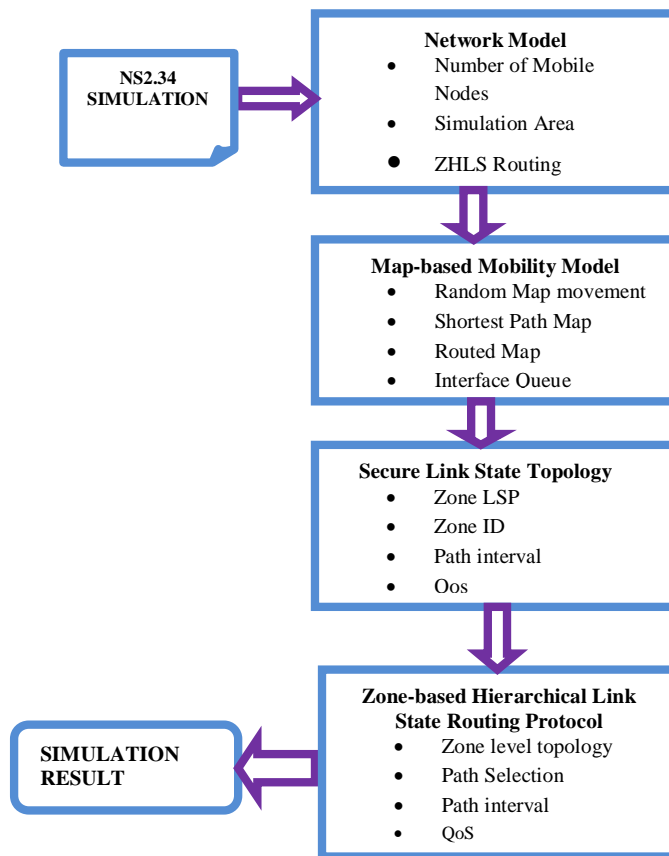 NS2.34
SIMULATION
Network Model
• Number of Mobile
Nodes
• Simulation Area
• ZHLS Routing
Map-based Mobility Model
• Random Map movement
• Shortest Path Map
• Routed Map
• Interface Oueue
Secure Link State Topology
• Zone LSP
• Zone ID
• Path interval
• Oos
Zone-based Hierarchical Link
State Routing Protocol
• Zone level topology
• Path Selection
• Path interval
• QoS
SIMULATION
RESULT